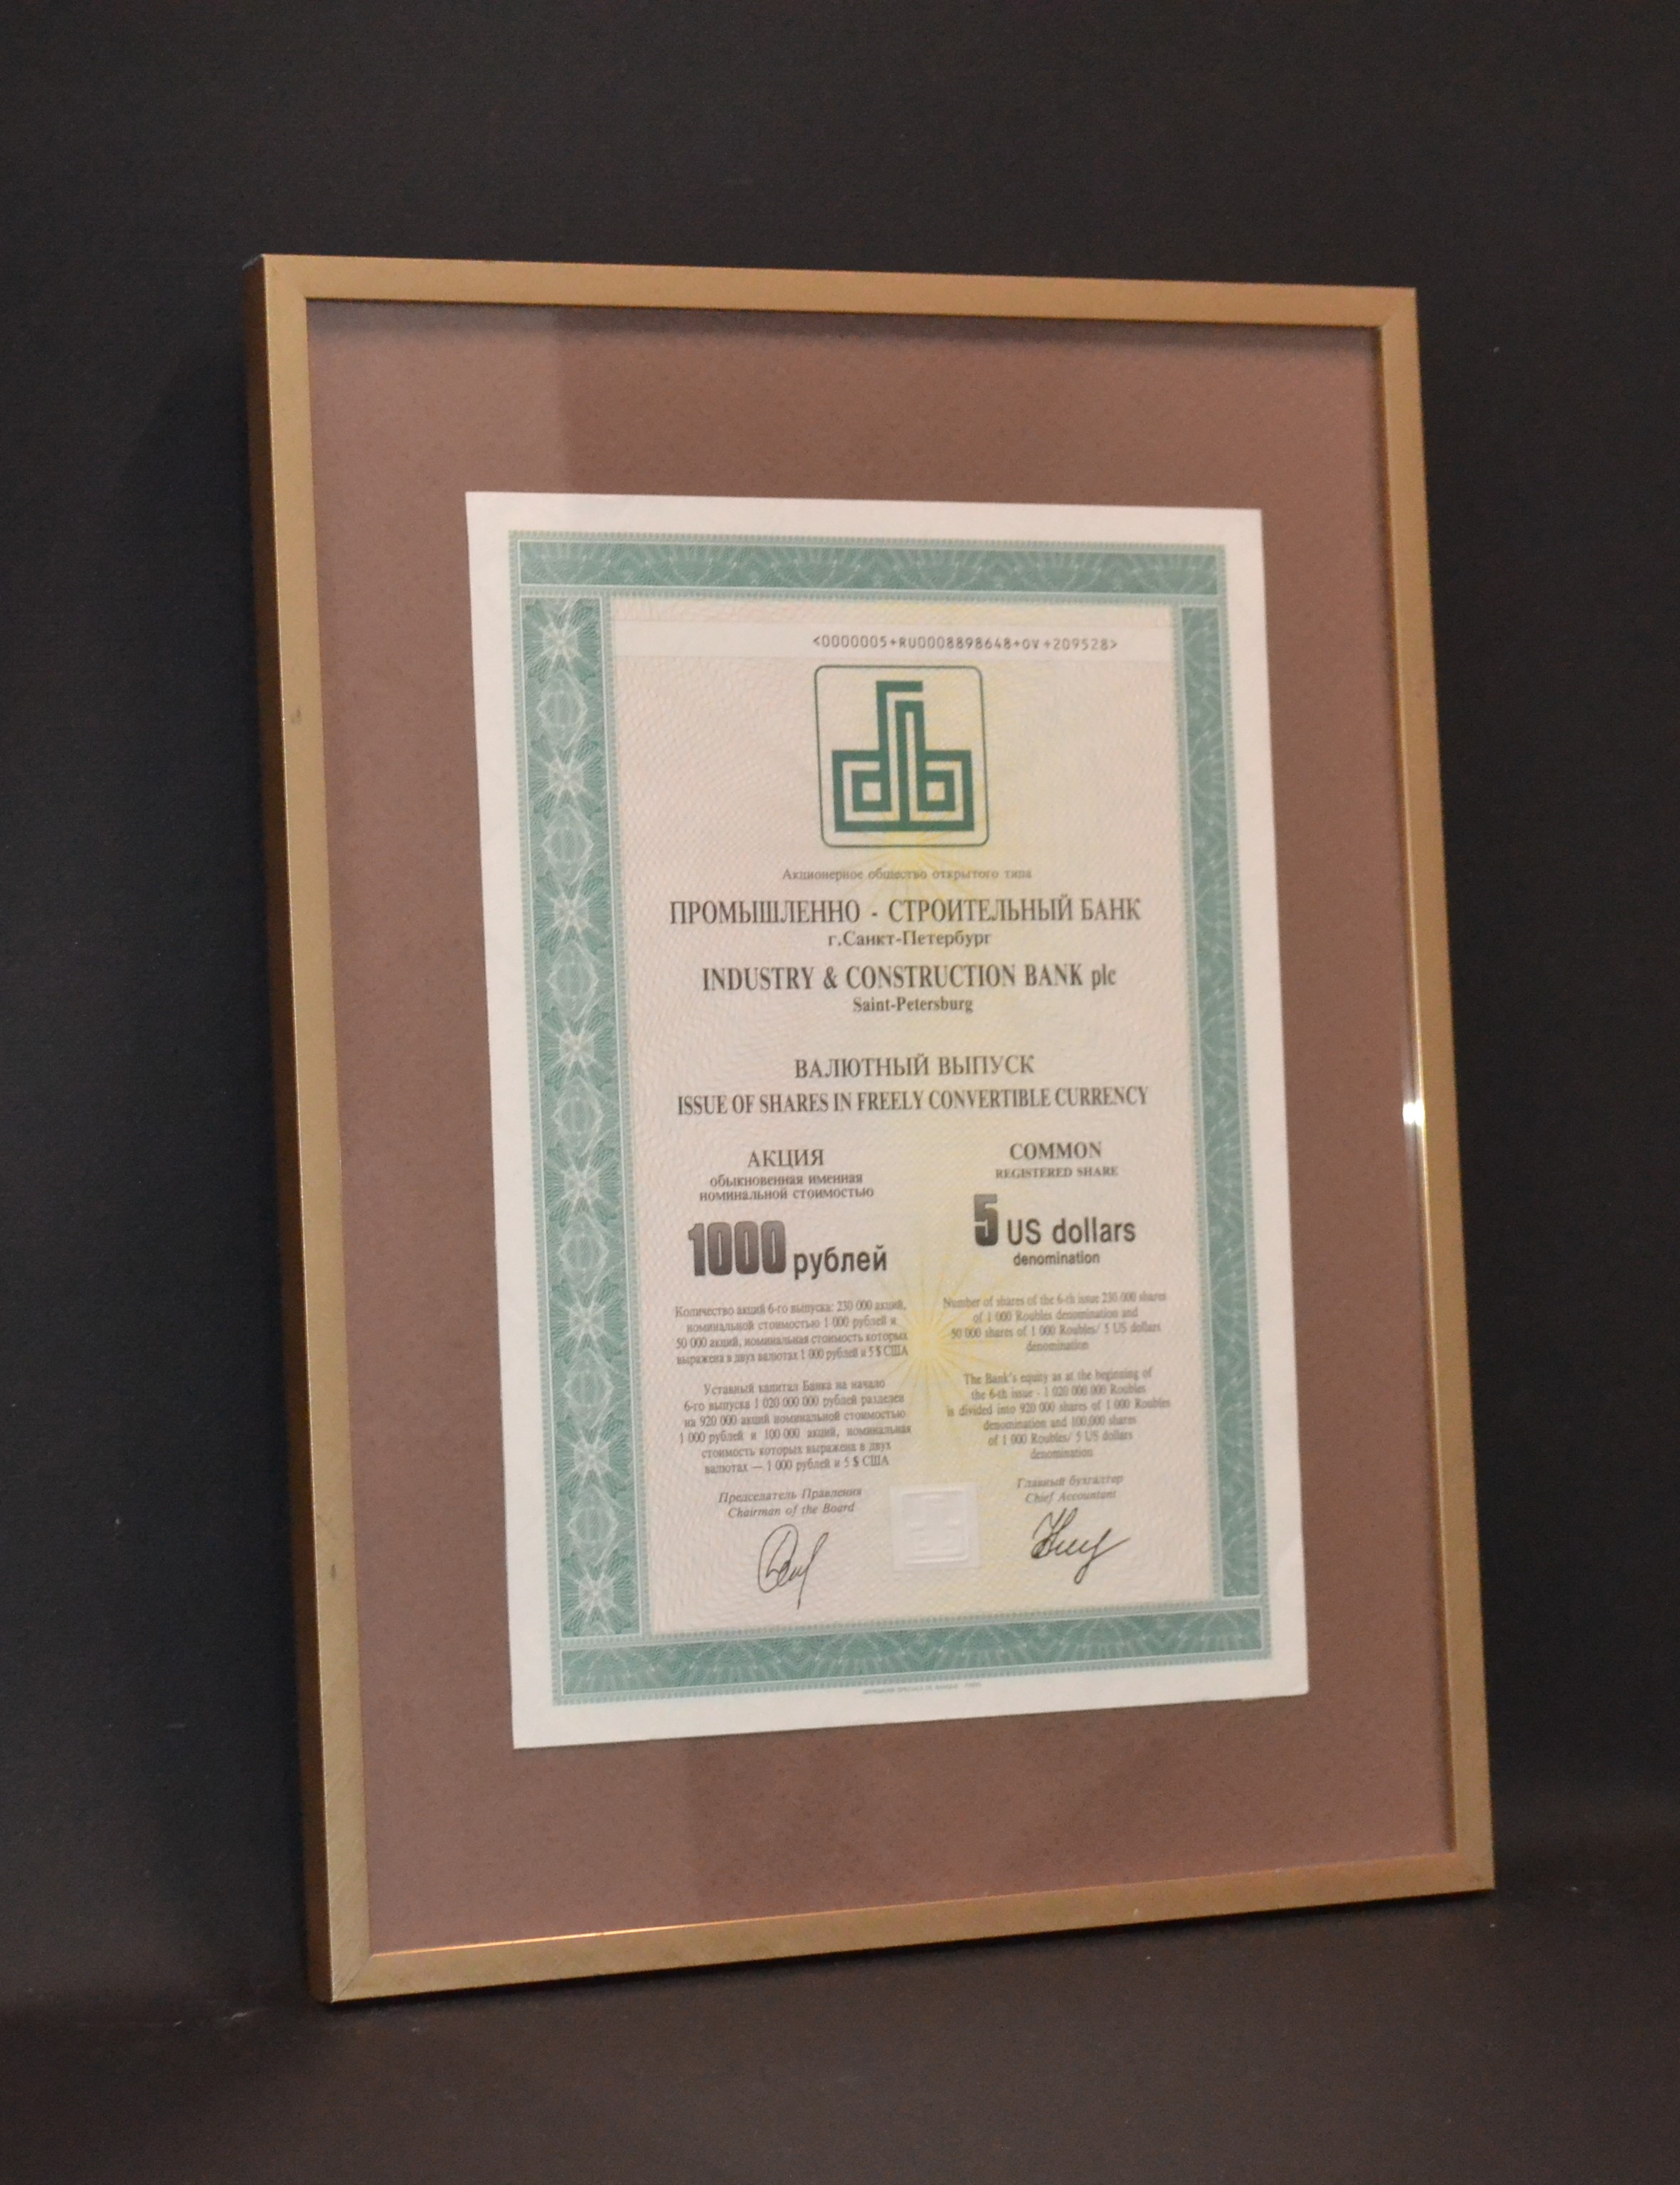 <0000005+RU0008898648+OV+209528>
Акционерное общество открытого типа
ПРОМЫШЛЕННО - СТРОИТЕЛЬНЫЙ БАНК
г.Санкт-Петербург
INDUSTRY & CONSTRUCTION BANK plc
Saint-Petersburg
ВАЛЮТНЫЙ ВЫПУСК
ISSUE OF SHARES IN FREELY CONVERTIBLE CURRENCY
АКЦИЯ
обыкновенная именная
номинальной стоимостью
1000 рублей
Количество акций 6-го выпуска: 230 000 акций,
номинальной стоимостью 1 000 рублей и
50 000 акций, номинальная стоимость которых
выражена в двух валютах 1 000 рублей и 5 $ США
Уставный капитал Банка на начало
6-го выпуска 1 020 000 000 рублей разделен
на 920 000 акций номинальной стоимостью
1 000 рублей и 100 000 акций, номинальная
стоимость которых выражена в двух
валютах — 1 000 рублей и 5 $ США
Председатель Правления
Chairman of the Board
COMMON
REGISTERED SHARE
5 US dollars
denomination
Number of shares of the 6-th issue 230 000 shares
of 1 000 Roubles denomination and
50 000 shares of 1 000 Roubles/ 5 US dollars
denomination
The Bank's equity as at the beginning of
the 6-th issue - 1 020 000 000 Roubles
is divided into 920 000 shares of 1 000 Roubles
denomination and 100,000 shares
of 1 000 Roubles/ 5 US dollars
denomination
Главный бухгалтер
Chief Accountant